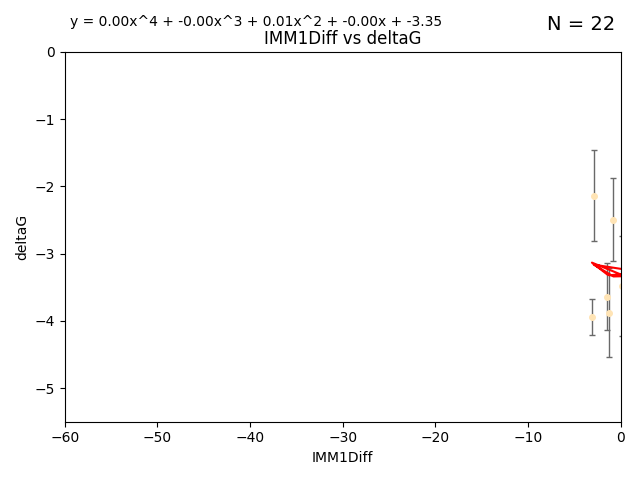 y = 0.00x^4 + -0.00x^3 + 0.01x^2 + -0.00x + -3.35
N = 22
IMM1Diff vs deltaG
0
−1
−2
−3
−4
−5
deltaG
−60 −50 −40 −30 −20 −10 0
IMM1Diff